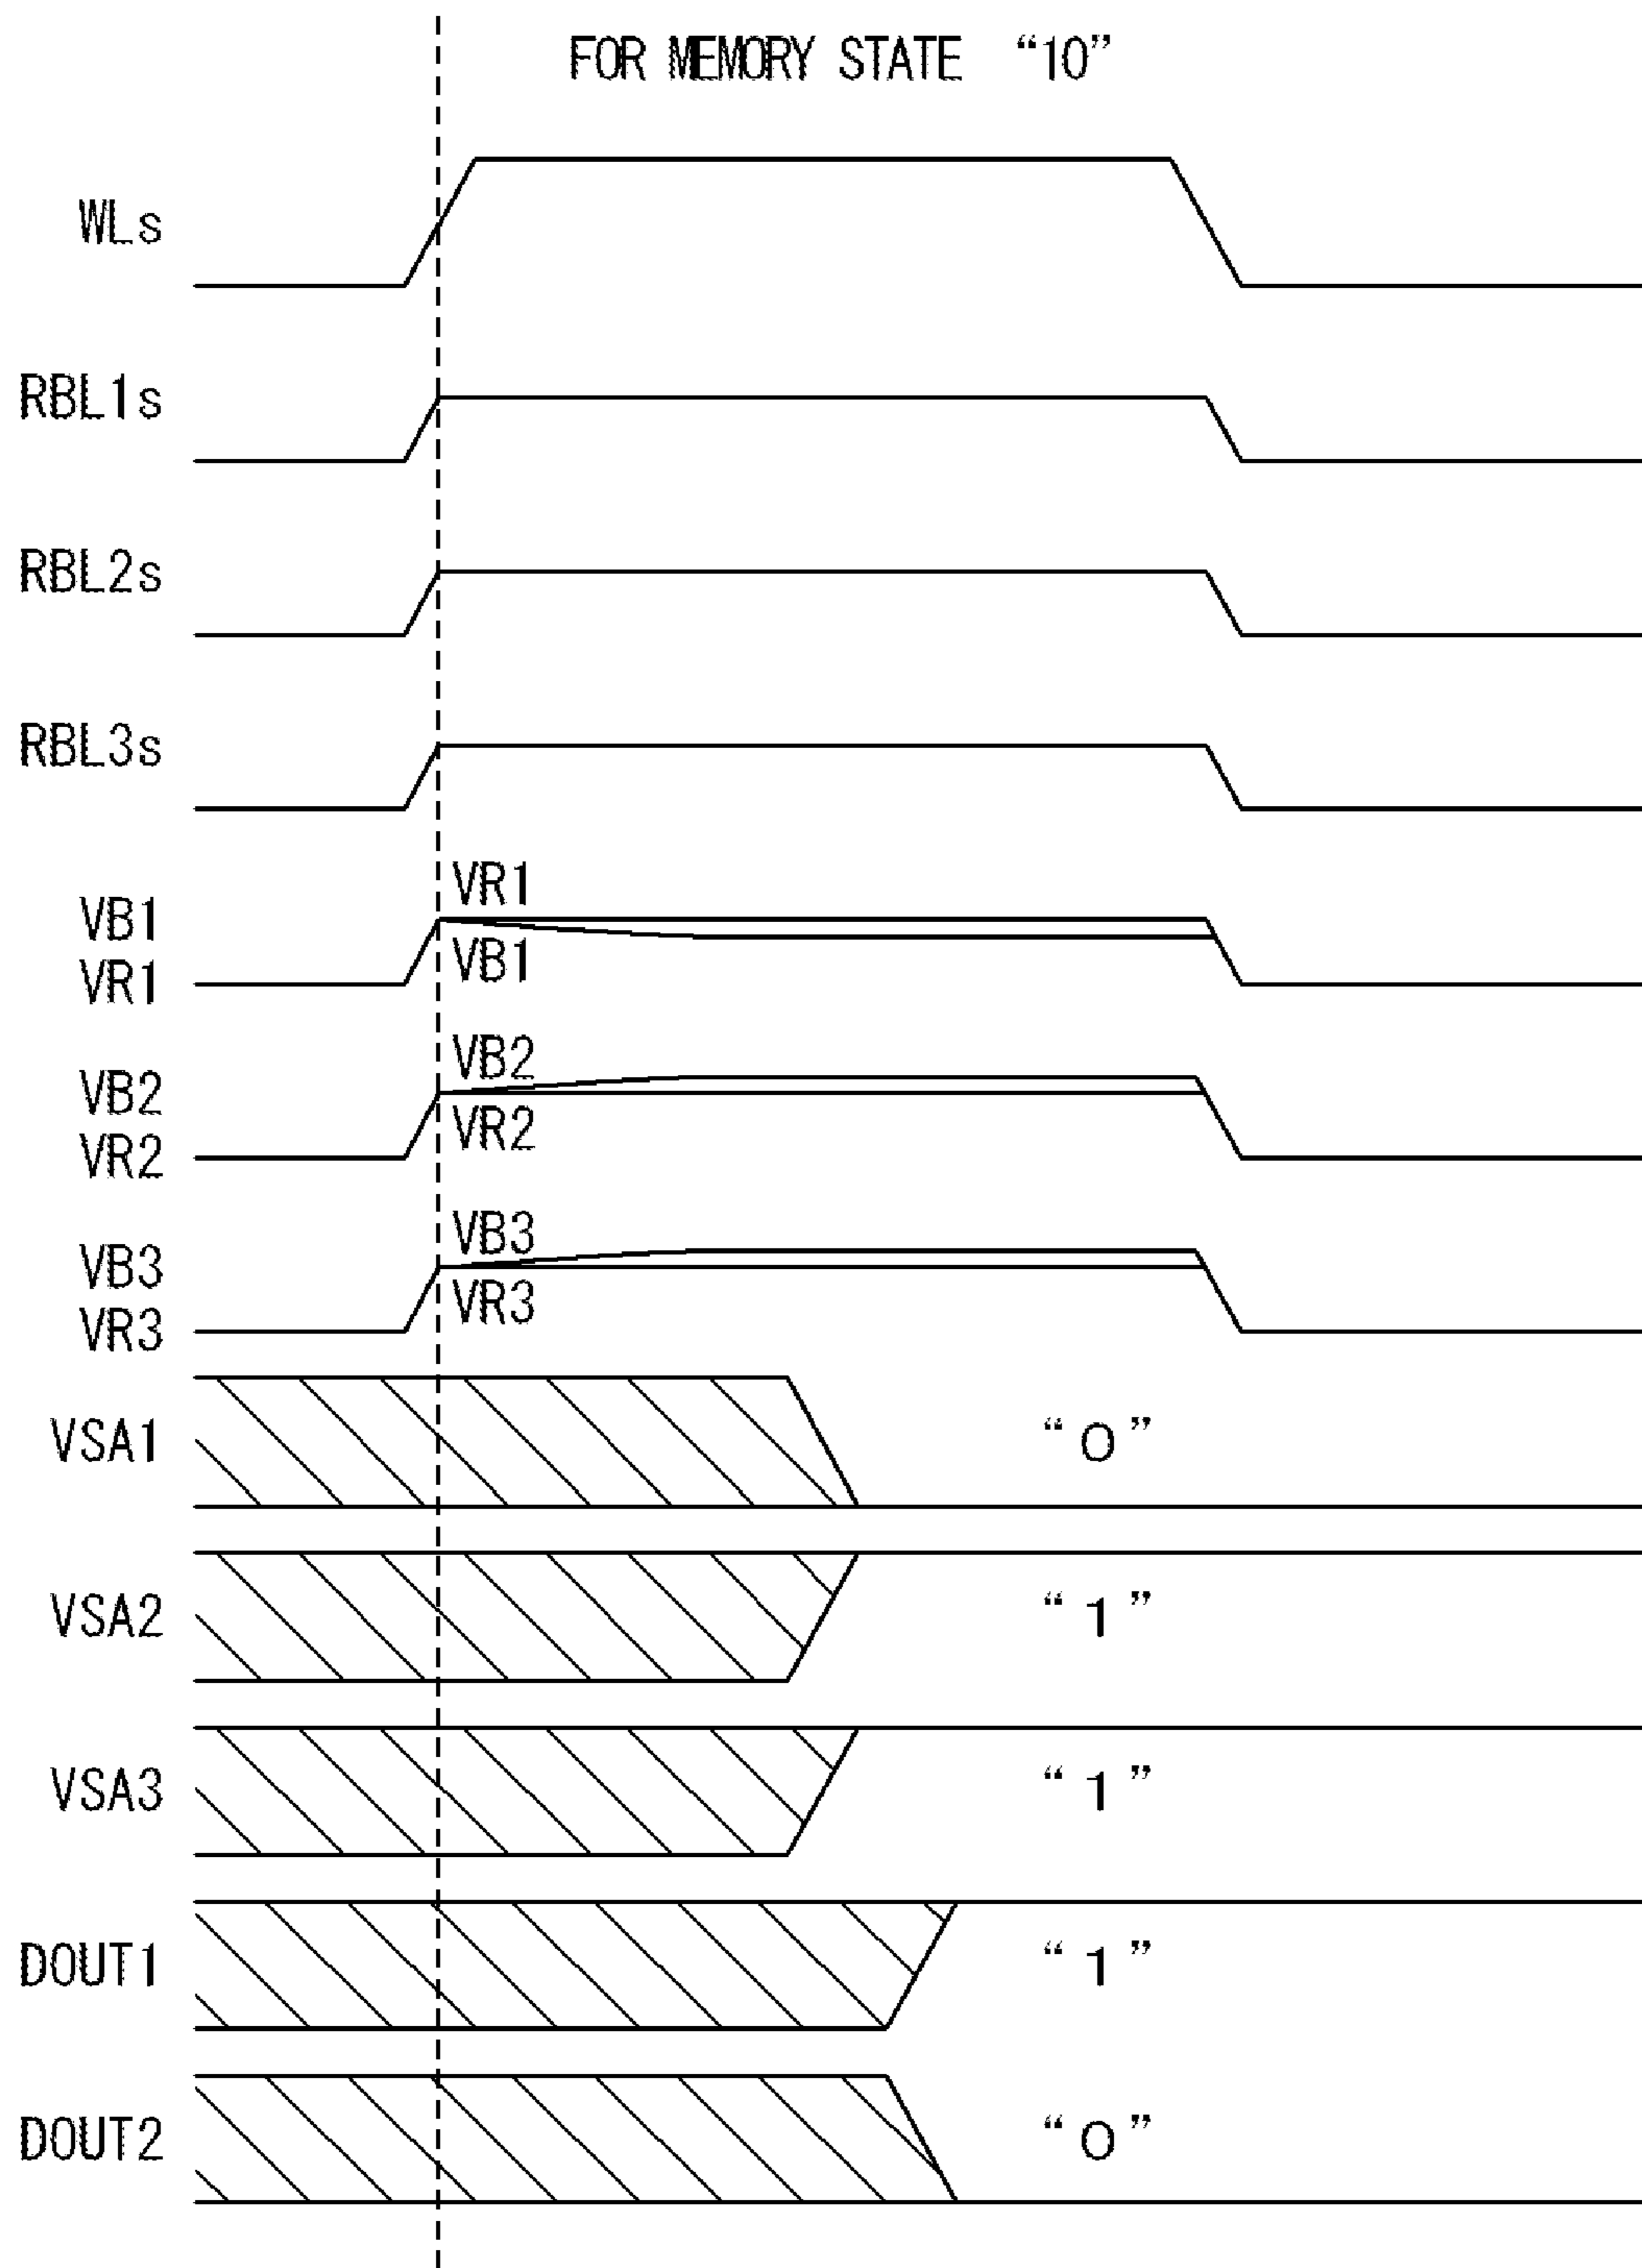 FOR MEMORY STATE “10”
WLs
RBL1s
RBL2s
RBL3s
VR1
VB1
VB1
VR1
VB2
VB2
VR2
VR2
VB3
VB3
VR3
VR3
VSA1 “0”
VSA2 “1”
VSA3 “1”
DOUT1 “1”
DOUT2 “0”